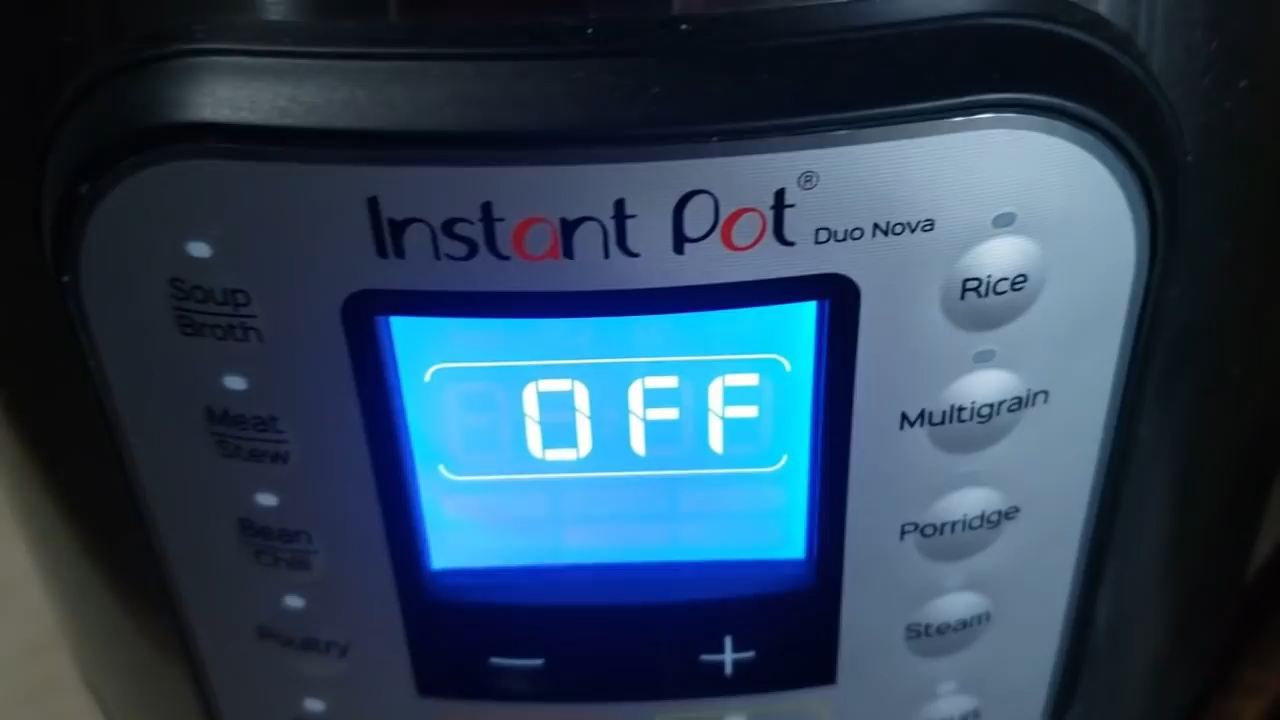 Instant Pot® Duo Nova
OFF
Soup
Broth
Meat
Stew
Bean
Chili
Poultry
Rice
Multigrain
Porridge
Steam
— +